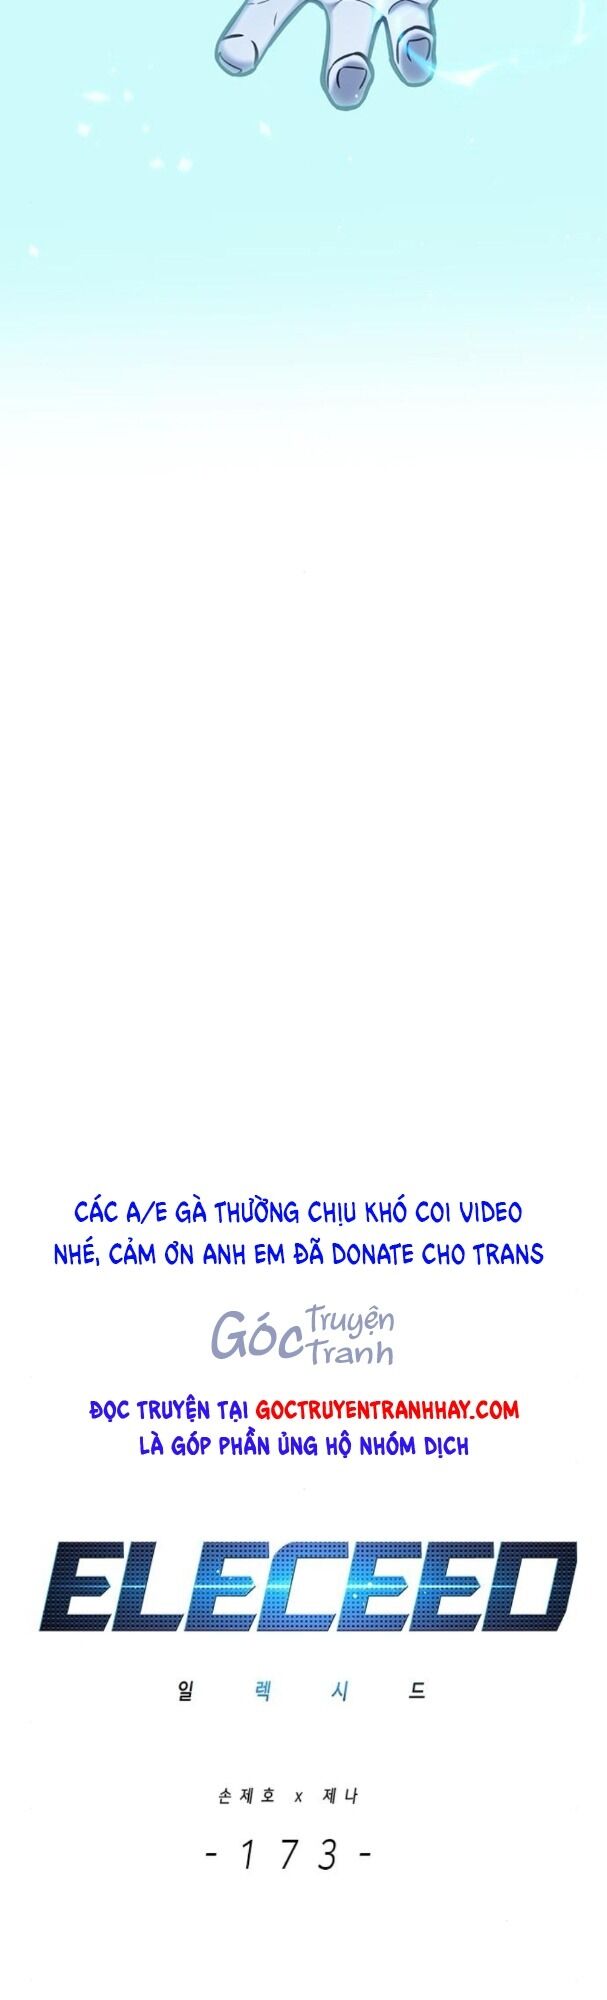 CÁC A/E GÀ THƯỜNG CHỊU KHÓ COI VIDEO
NHÉ, CẢM ƠN ANH EM ĐÃ DONATE CHO TRANS
Góc Truyện
Tranh
ĐỌC TRUYỆN TẠI GOCTRUYENTRANHHAY.COM
LÀ GÓP PHẦN ỦNG HỘ NHÓM DỊCH
ELECEED
일렉시드
손제호 x 제나
-173-